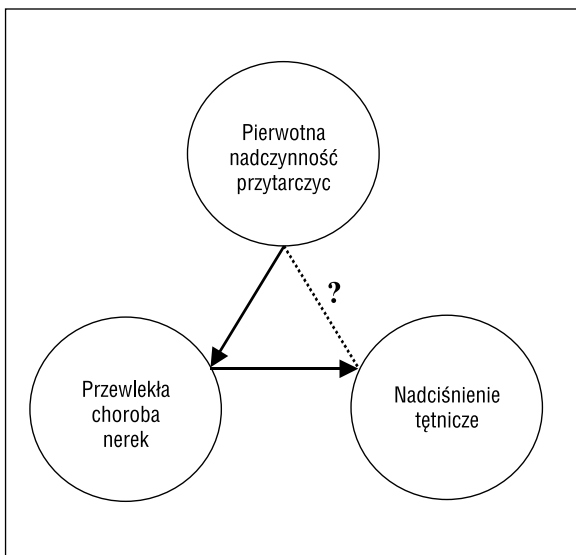 Pierwotna
nadczynność
przytarczyc
?
Przewlekła
choroba
nerek
Nadciśnienie
tętnicze